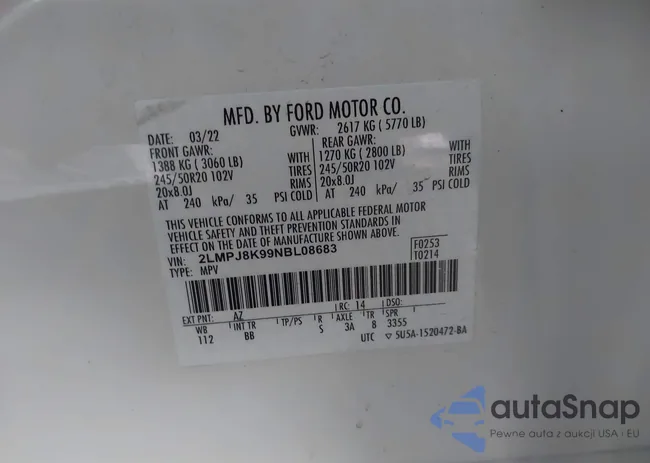 MFD. BY FORD MOTOR CO.
DATE: 03/22 GVWR: 2617 KG ( 5770 LB)
FRONT GAWR: REAR GAWR:
1388 KG ( 3060 LB) WITH 1270 KG ( 2800 LB) WITH
245/50R20 102V TIRES 245/50R20 102V TIRES
20x8.0J RIMS 20x8.0J RIMS
AT 240 kPa/ 35 PSI COLD AT 240 kPa/ 35 PSI COLD
THIS VEHICLE CONFORMS TO ALL APPLICABLE FEDERAL MOTOR
VEHICLE SAFETY AND THEFT PREVENTION STANDARDS IN
EFFECT ON THE DATE OF MANUFACTURE SHOWN ABOVE.
VIN: 2LMPJ8K99NBL08683 F0253
TYPE: MPV T0214
EXT PNT: AZ RC: 14 DSO:
WB INT TR TP/PS R AXLE TR SPR
112 BB S 3A 8 3355
UTC ▽ SU5A-1520472-BA
autaSnap
Pewne auta z aukcji USA i EU